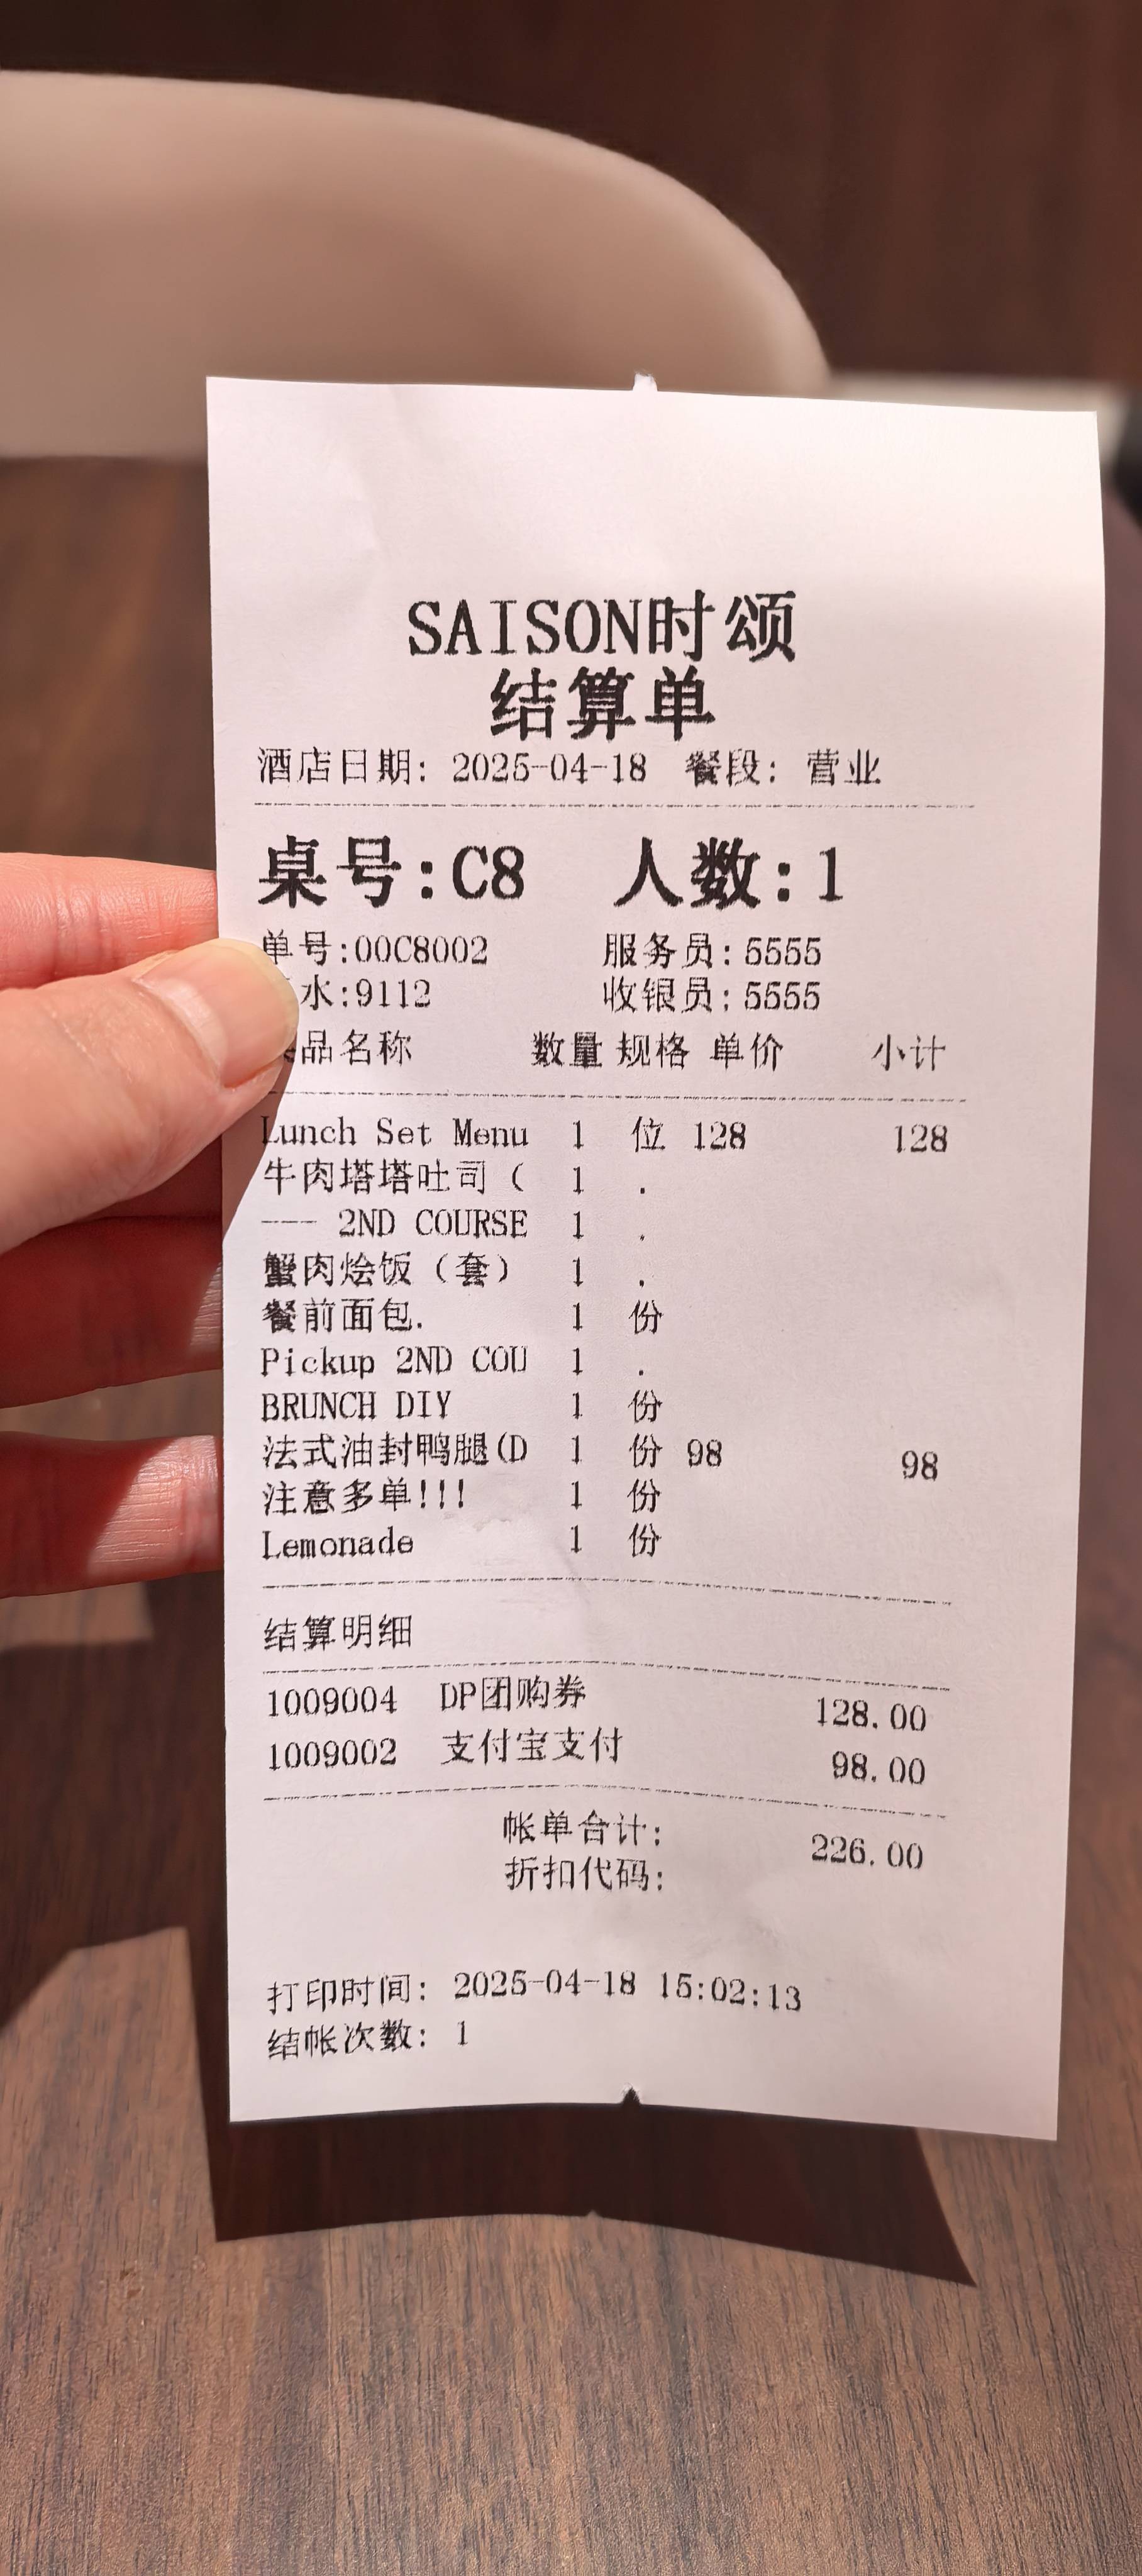 SAISON时颂
结算单
酒店日期: 2025-04-18 餐段: 营业
桌号:C8 人数:1
单号:00C8002 服务员:5555
水:9112 收银员:5555
品名称 数量 规格 单价 小计
Lunch Set Menu 1 位 128 128
牛肉塔塔吐司 ( 1 .
--- 2ND COURSE 1 .
蟹肉烩饭（套） 1 .
餐前面包. 1 份
Pickup 2ND COU 1 .
BRUNCH DIY 1 份
法式油封鸭腿(D 1 份 98 98
注意多单!!! 1 份
Lemonade 1 份
结算明细
1009004 DP团购券 128.00
1009002 支付宝支付 98.00
帐单合计: 226.00
折扣代码:
打印时间: 2025-04-18 15:02:13
结帐次数: 1